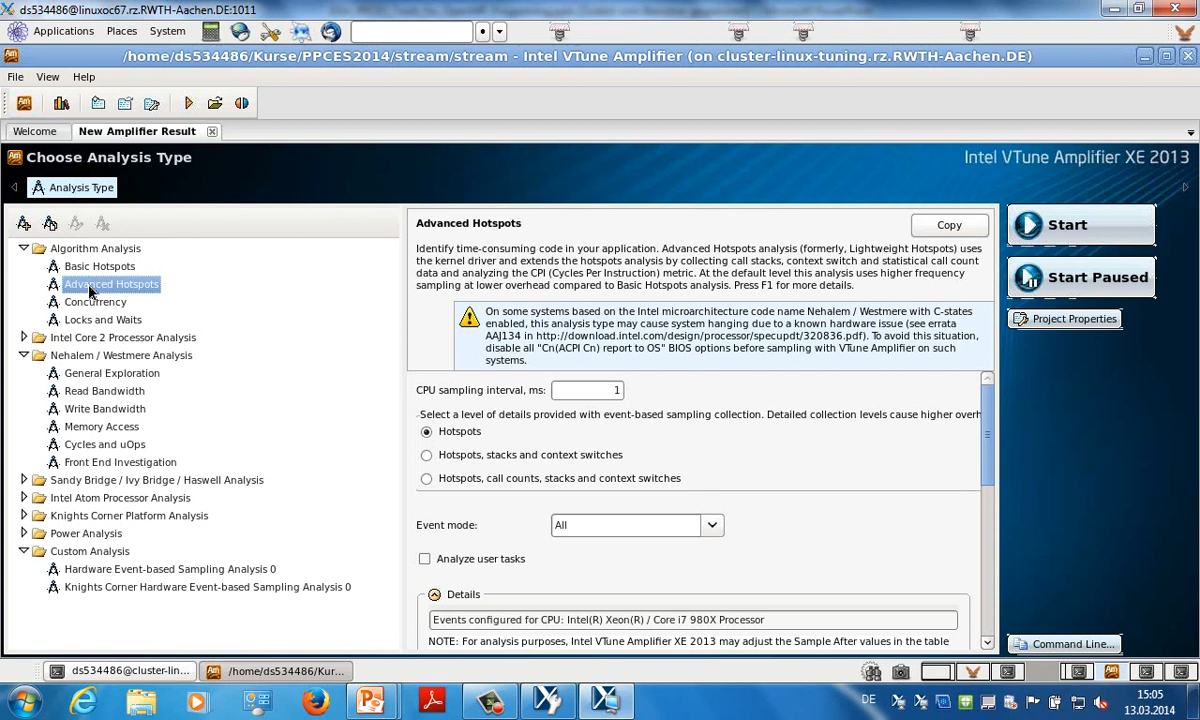 ds534486@linuxoc67.rz.RWTH-Aachen.DE:1011
Applications Places System
/home/ds534486/Kurse/PPCES2014/stream/stream - Intel VTune Amplifier (on cluster-linux-tuning.rz.RWTH-Aachen.DE)
File View Help
Welcome New Amplifier Result
Choose Analysis Type
Intel VTune Amplifier XE 2013
Analysis Type
Algorithm Analysis
Basic Hotspots
Advanced Hotspots
Concurrency
Locks and Waits
Intel Core 2 Processor Analysis
Nehalem / Westmere Analysis
General Exploration
Read Bandwidth
Write Bandwidth
Memory Access
Cycles and uOps
Front End Investigation
Sandy Bridge / Ivy Bridge / Haswell Analysis
Intel Atom Processor Analysis
Knights Corner Platform Analysis
Power Analysis
Custom Analysis
Hardware Event-based Sampling Analysis 0
Knights Corner Hardware Event-based Sampling Analysis 0
Advanced Hotspots
Copy
Identify time-consuming code in your application. Advanced Hotspots analysis (formerly, Lightweight Hotspots) uses
the kernel driver and extends the hotspots analysis by collecting call stacks, context switch and statistical call count
data and analyzing the CPI (Cycles Per Instruction) metric. At the default level this analysis uses higher frequency
sampling at lower overhead compared to Basic Hotspots analysis. Press F1 for more details.
On some systems based on the Intel microarchitecture code name Nehalem / Westmere with C-states
enabled, this analysis type may cause system hanging due to a known hardware issue (see errata
AAJ134 in http://download.intel.com/design/processor/specupdt/320836.pdf). To avoid this situation,
disable all "Cn(ACPI Cn) report to OS" BIOS options before sampling with VTune Amplifier on such
systems.
CPU sampling interval, ms: 1
Select a level of details provided with event-based sampling collection. Detailed collection levels cause higher overh
Hotspots
Hotspots, stacks and context switches
Hotspots, call counts, stacks and context switches
Event mode: All
Analyze user tasks
Details
Events configured for CPU: Intel(R) Xeon(R) / Core i7 980X Processor
NOTE: For analysis purposes, Intel VTune Amplifier XE 2013 may adjust the Sample After values in the table
Start
Start Paused
Project Properties
Command Line...
ds534486@cluster-lin...
/home/ds534486/Kur...
DE
15:05
13.03.2014